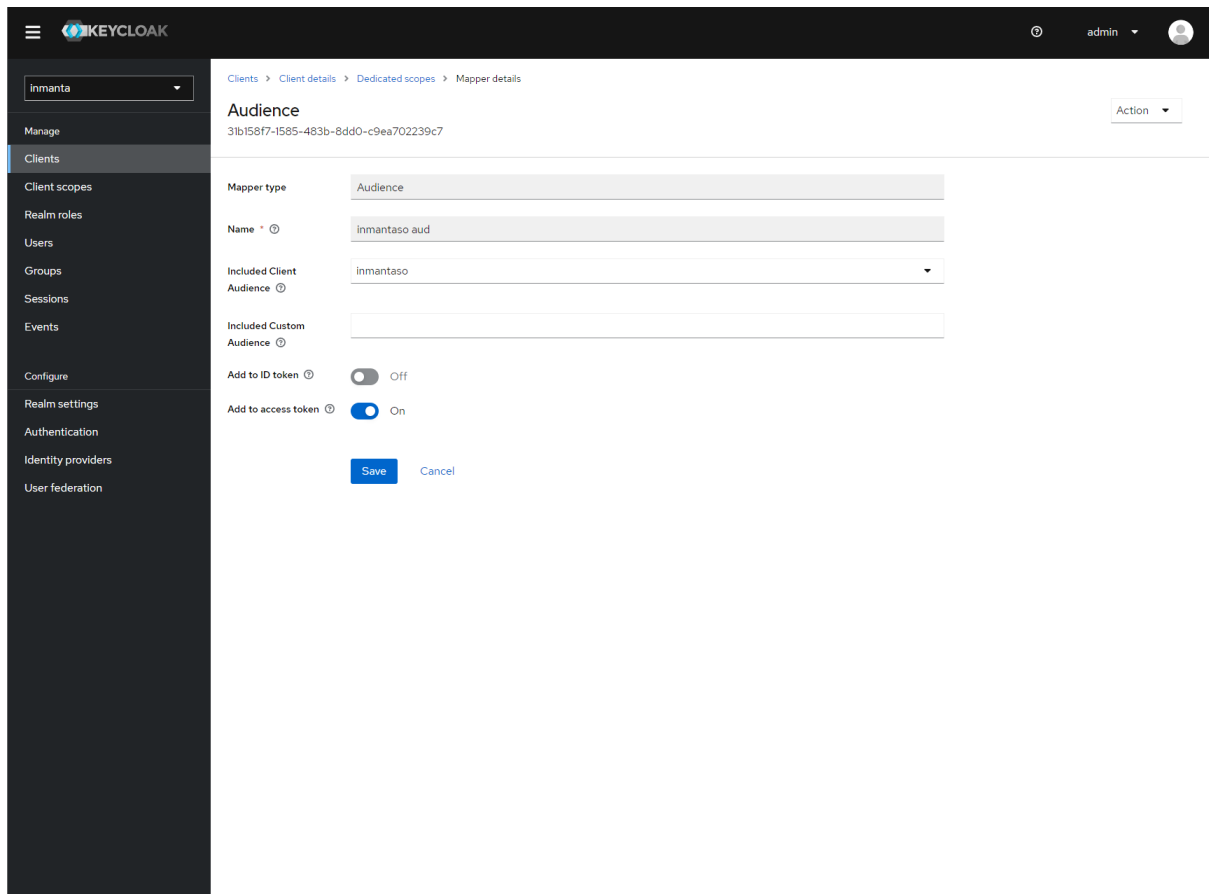 KEYCLOAK
admin
inmanta
Manage
Clients
Client scopes
Realm roles
Users
Groups
Sessions
Events
Configure
Realm settings
Authentication
Identity providers
User federation
Clients > Client details > Dedicated scopes > Mapper details
Audience
31b158f7-1585-483b-8dd0-c9ea702239c7
Action
Mapper type
Audience
Name *
inmantaso aud
Included Client
Audience
inmantaso
Included Custom
Audience
Add to ID token
Off
Add to access token
On
Save
Cancel